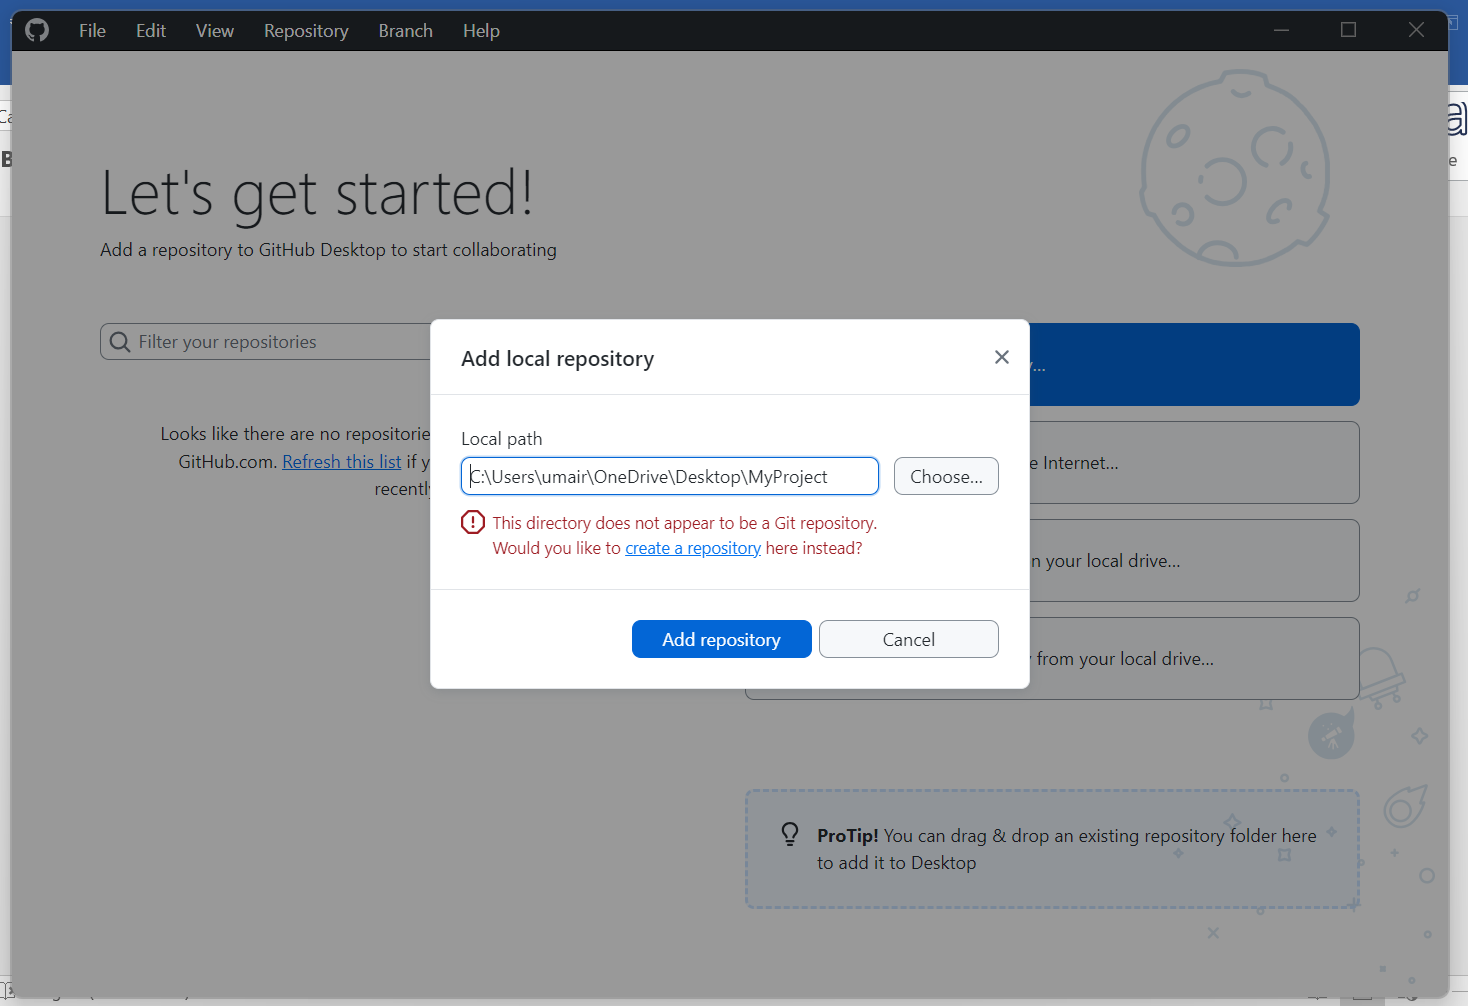 File Edit View Repository Branch Help
Let's get started!
Add a repository to GitHub Desktop to start collaborating
Filter your repositories
Looks like there are no repositorie
GitHub.com. Refresh this list if y
recently
Add local repository
Local path
C:\Users\umair\OneDrive\Desktop\MyProject
Choose...
This directory does not appear to be a Git repository.
Would you like to create a repository here instead?
Add repository
Cancel
...
e Internet...
n your local drive...
from your local drive...
ProTip! You can drag & drop an existing repository folder here
to add it to Desktop